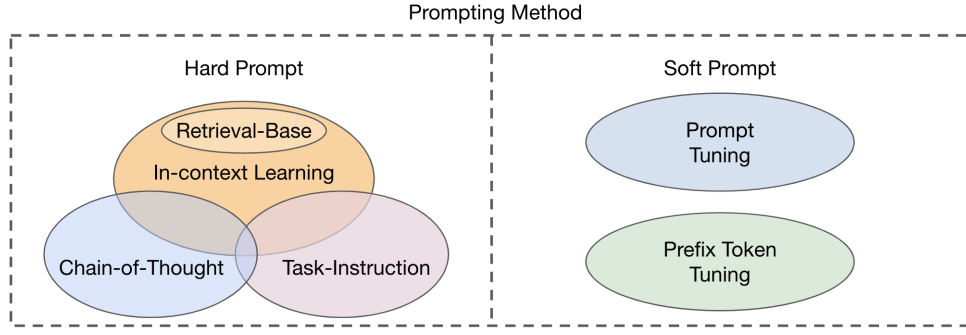 Prompting Method
Hard Prompt
Retrieval-Base
In-context Learning
Chain-of-Thought
Task-Instruction
Soft Prompt
Prompt
Tuning
Prefix Token
Tuning